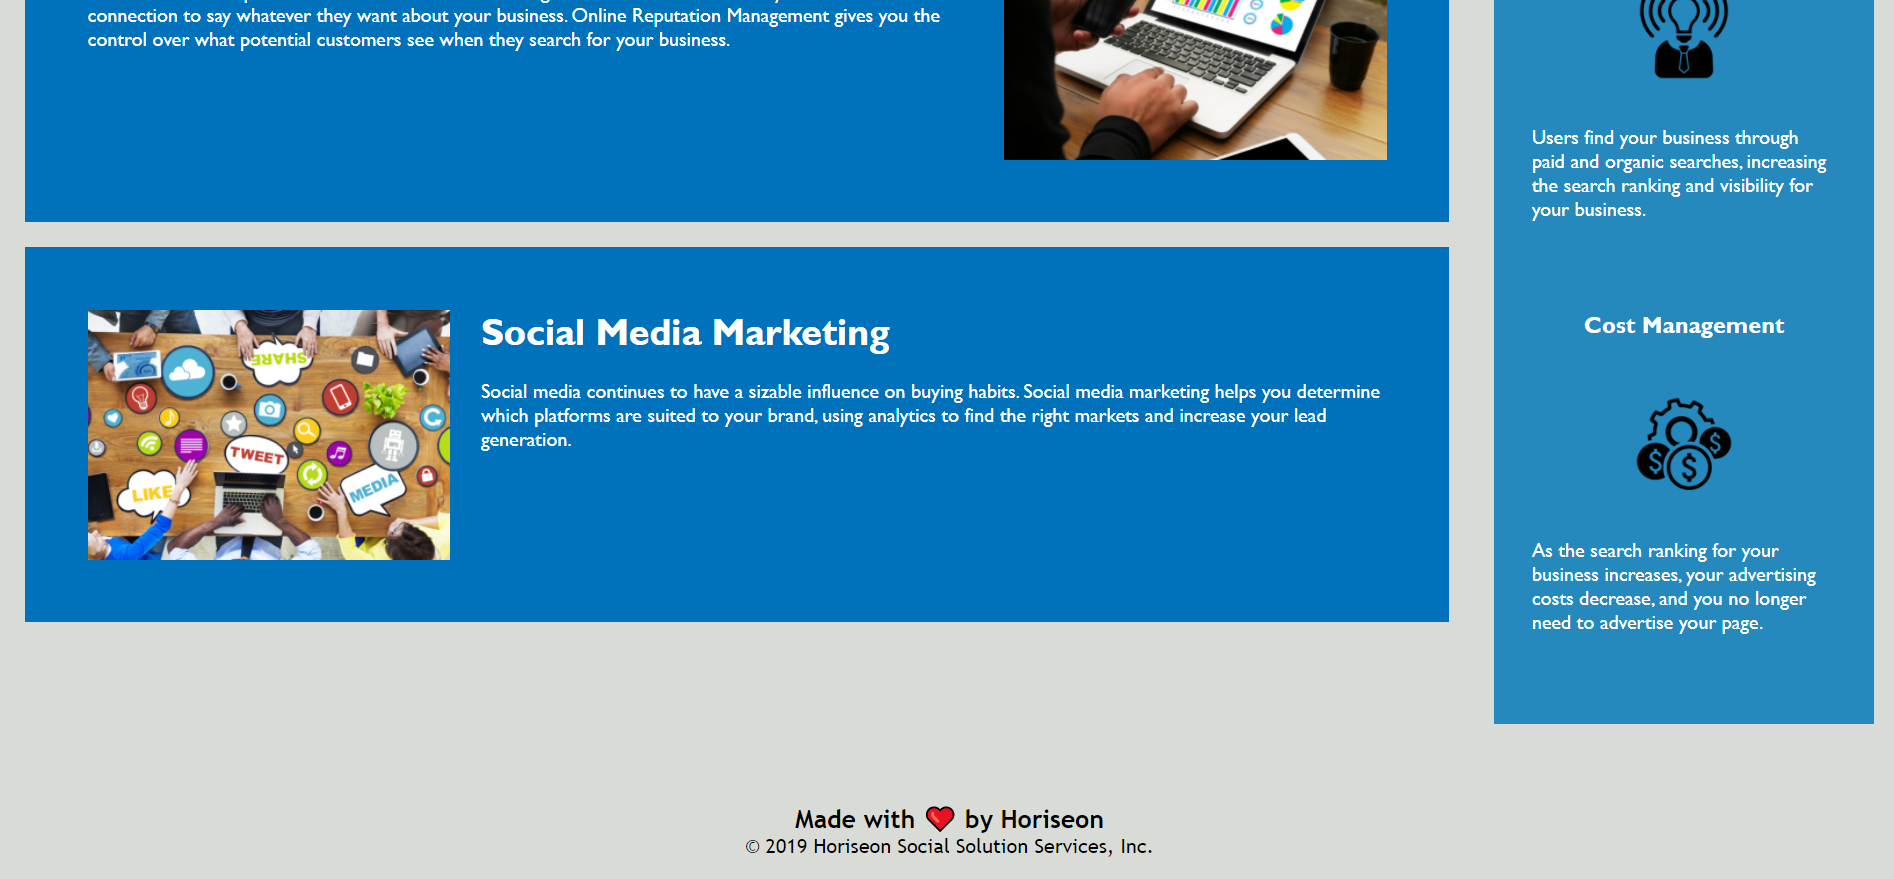 connection to say whatever they want about your business. Online Reputation Management gives you the
control over what potential customers see when they search for your business.
Social Media Marketing
Social media continues to have a sizable influence on buying habits. Social media marketing helps you determine
which platforms are suited to your brand, using analytics to find the right markets and increase your lead
generation.
SHARE
TWEET
LIKE
MEDIA
Users find your business through
paid and organic searches, increasing
the search ranking and visibility for
your business.
Cost Management
As the search ranking for your
business increases, your advertising
costs decrease, and you no longer
need to advertise your page.
Made with ❤ by Horiseon
© 2019 Horiseon Social Solution Services, Inc.